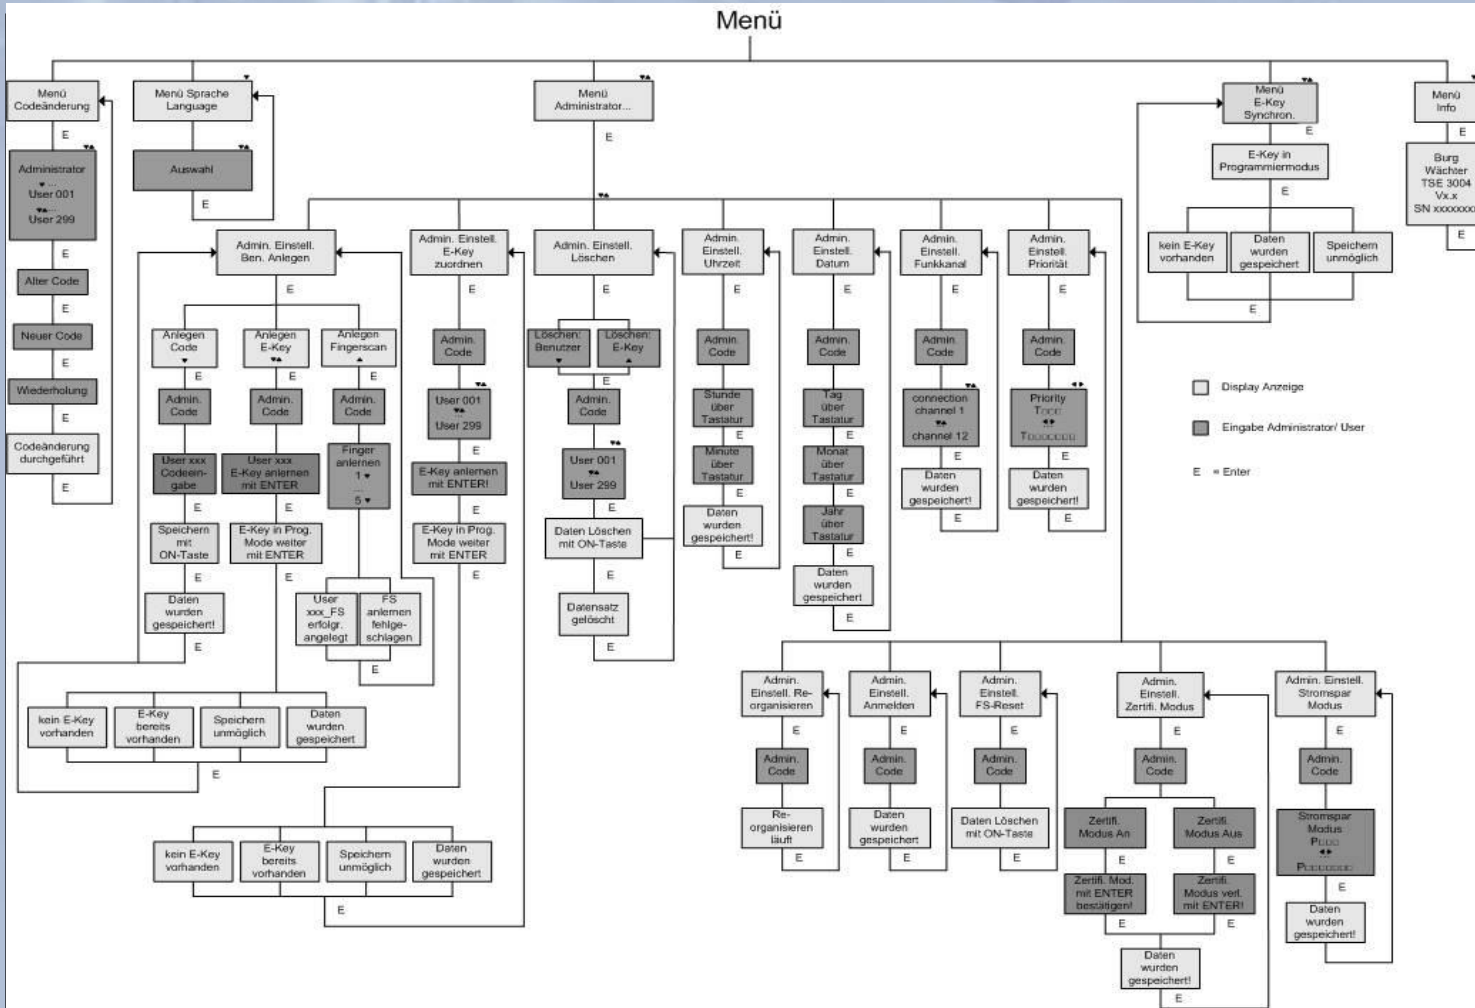 Menü
Menü
Codeänderung
E
Administrator
...
User 001
...
User 299
E
Alter Code
E
Neuer Code
E
Wiederholung
E
Codeänderung
durchgeführt
E
Menü Sprache
Language
E
Auswahl
E
Menü
Administrator...
E
Admin. Einstell.
Ben. Anlegen
E
Anlegen
Code
E
Admin.
Code
E
User xxx
Codeein-
gabe
E
Speichern
mit
ON-Taste
E
Daten
wurden
gespeichert!
E
Anlegen
E-Key
E
Admin.
Code
E
User xxx
E-Key anlernen
mit ENTER
E
E-Key in Prog.
Mode weiter
mit ENTER
E
kein E-Key
vorhanden
E-Key
bereits
vorhanden
Speichern
unmöglich
Daten
wurden
gespeichert
E
Anlegen
Fingerscan
E
Admin.
Code
E
Finger
anlernen
1
...
5
E
User
xxx_FS
erfolgr.
angelegt
FS
anlernen
fehlge-
schlagen
E
Admin. Einstell.
E-Key
zuordnen
E
Admin.
Code
E
User 001
...
User 299
E
E-Key anlernen
mit ENTER!
E
E-Key in Prog.
Mode weiter
mit ENTER
E
kein E-Key
vorhanden
E-Key
bereits
vorhanden
Speichern
unmöglich
Daten
wurden
gespeichert
E
Admin. Einstell.
Löschen
E
Löschen:
Benutzer
Löschen:
E-Key
E
Admin.
Code
E
User 001
User 299
E
Daten Löschen
mit ON-Taste
E
Datensatz
gelöscht
E
Admin.
Einstell.
Uhrzeit
E
Admin.
Code
E
Stunde
über
Tastatur
E
Minute
über
Tastatur
E
Daten
wurden
gespeichert!
E
Admin.
Einstell.
Datum
E
Admin.
Code
E
Tag
über
Tastatur
E
Monat
über
Tastatur
E
Jahr
über
Tastatur
E
Daten
wurden
gespeichert
E
Admin.
Einstell.
Funkkanal
E
Admin.
Code
E
connection
channel 1
...
channel 12
E
Daten
wurden
gespeichert!
E
Admin.
Einstell.
Priorität
E
Admin.
Code
E
Priority
T□□□
...
T□□□□□□□
E
Daten
wurden
gespeichert!
E
Admin.
Einstell. Re-
organisieren
E
Admin.
Code
E
Re-
organisieren
läuft
E
Admin.
Einstell.
Anmelden
E
Admin.
Code
E
Daten
wurden
gespeichert
E
Admin.
Einstell.
FS-Reset
E
Admin.
Code
E
Daten Löschen
mit ON-Taste
E
Admin.
Einstell.
Zertifi. Modus
E
Admin.
Code
E
Zertifi.
Modus An
E
Zertifi. Mod.
mit ENTER
bestätigen!
E
Zertifi.
Modus Aus
E
Zertifi.
Modus verl.
mit ENTER!
E
Daten
wurden
gespeichert!
E
Admin. Einstell.
Stromspar
Modus
E
Admin.
Code
E
Stromspar
Modus
P□□□
...
P□□□□□□□
E
Daten
wurden
gespeichert!
E
Menü
E-Key
Synchron.
E
E-Key in
Programmiermodus
E
kein E-Key
vorhanden
Daten
wurden
gespeichert
Speichern
unmöglich
E
Menü
Info
E
Burg
Wächter
TSE 3004
Vx.x
SN xxxxxxxx
E
Display Anzeige
Eingabe Administrator/ User
E = Enter